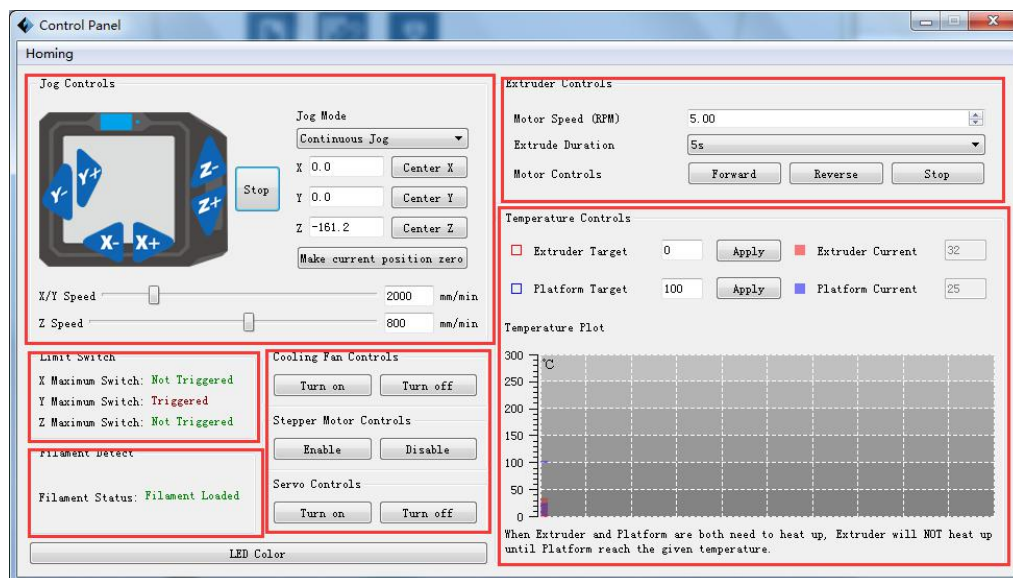 Control Panel
Homing
Jog Controls
Y-
Y+
Z-
Z+
X-
X+
Stop
Jog Mode
Continuous Jog
X 0.0 Center X
Y 0.0 Center Y
Z -161.2 Center Z
Make current position zero
X/Y Speed 2000 mm/min
Z Speed 800 mm/min
Extruder Controls
Motor Speed (RPM) 5.00
Extrude Duration 5s
Motor Controls Forward Reverse Stop
Limit Switch
X Maximum Switch: Not Triggered
Y Maximum Switch: Triggered
Z Maximum Switch: Not Triggered
Filament Detect
Filament Status: Filament Loaded
Cooling Fan Controls
Turn on Turn off
Stepper Motor Controls
Enable Disable
Servo Controls
Turn on Turn off
LED Color
Temperature Controls
Extruder Target 0 Apply Extruder Current 32
Platform Target 100 Apply Platform Current 25
Temperature Plot
°C
300
250
200
150
100
50
0
When Extruder and Platform are both need to heat up, Extruder will NOT heat up
until Platform reach the given temperature.